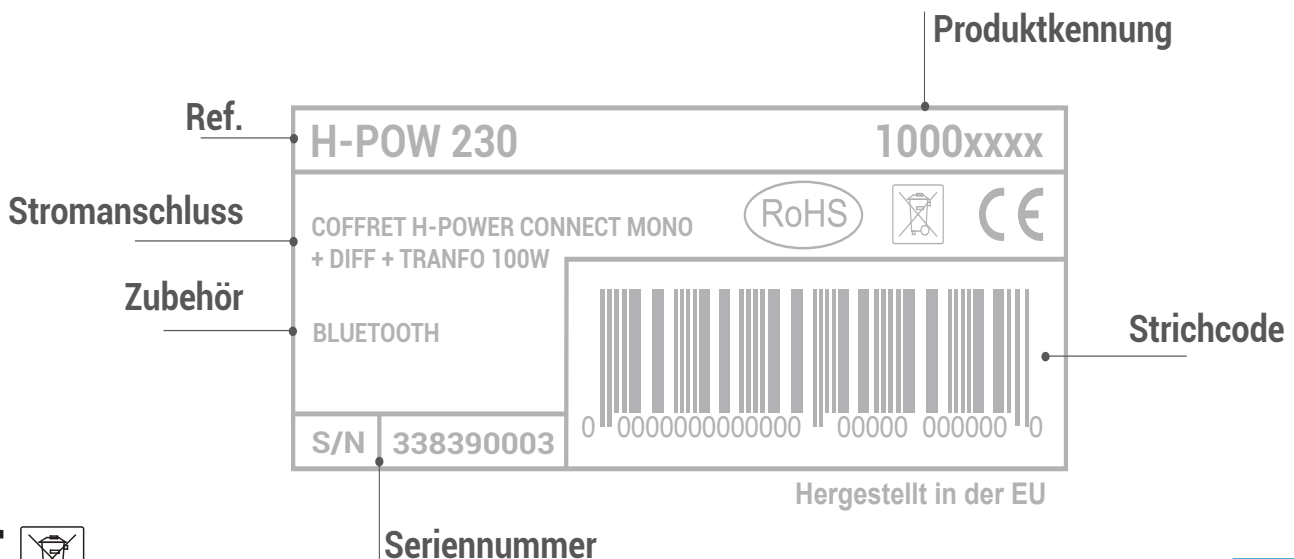 Produktkennung
Ref.
H-POW 230
1000xxxx
Stromanschluss
COFFRET H-POWER CONNECT MONO
+ DIFF + TRANFO 100W
RoHS
CE
Zubehör
BLUETOOTH
Strichcode
0 0000000000000 00000 000000 0
S/N 338390003
Hergestellt in der EU
Seriennummer